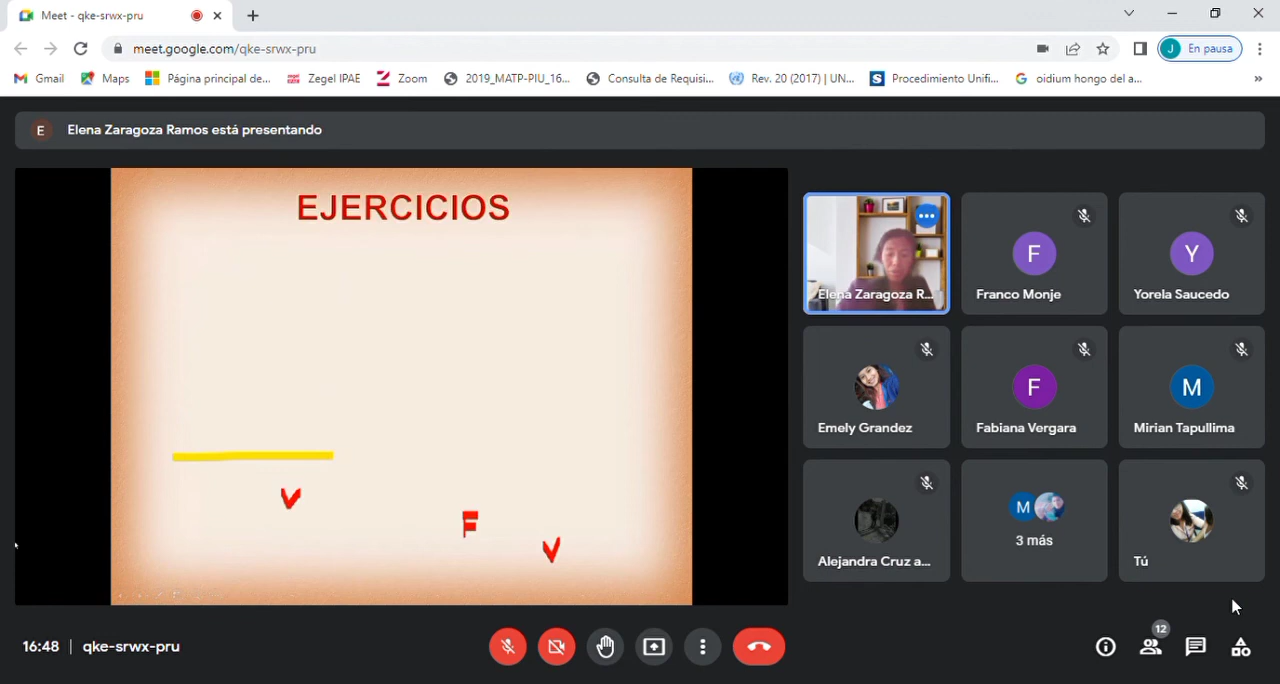 Meet - qke-srwx-pru
meet.google.com/qke-srwx-pru
J En pausa
Gmail Maps Página principal de... Zegel IPAE Zoom 2019_MATP-PIU_16... Consulta de Requisi... Rev. 20 (2017) | UN... S Procedimiento Unifi... G oidium hongo del a... »
E Elena Zaragoza Ramos está presentando
EJERCICIOS
V
F
V
Elena Zaragoza R...
F
Franco Monje
Y
Yorela Saucedo
Emely Grandez
F
Fabiana Vergara
M
Mirian Tapullima
Alejandra Cruz a...
M
3 más
Tú
16:48 | qke-srwx-pru
12